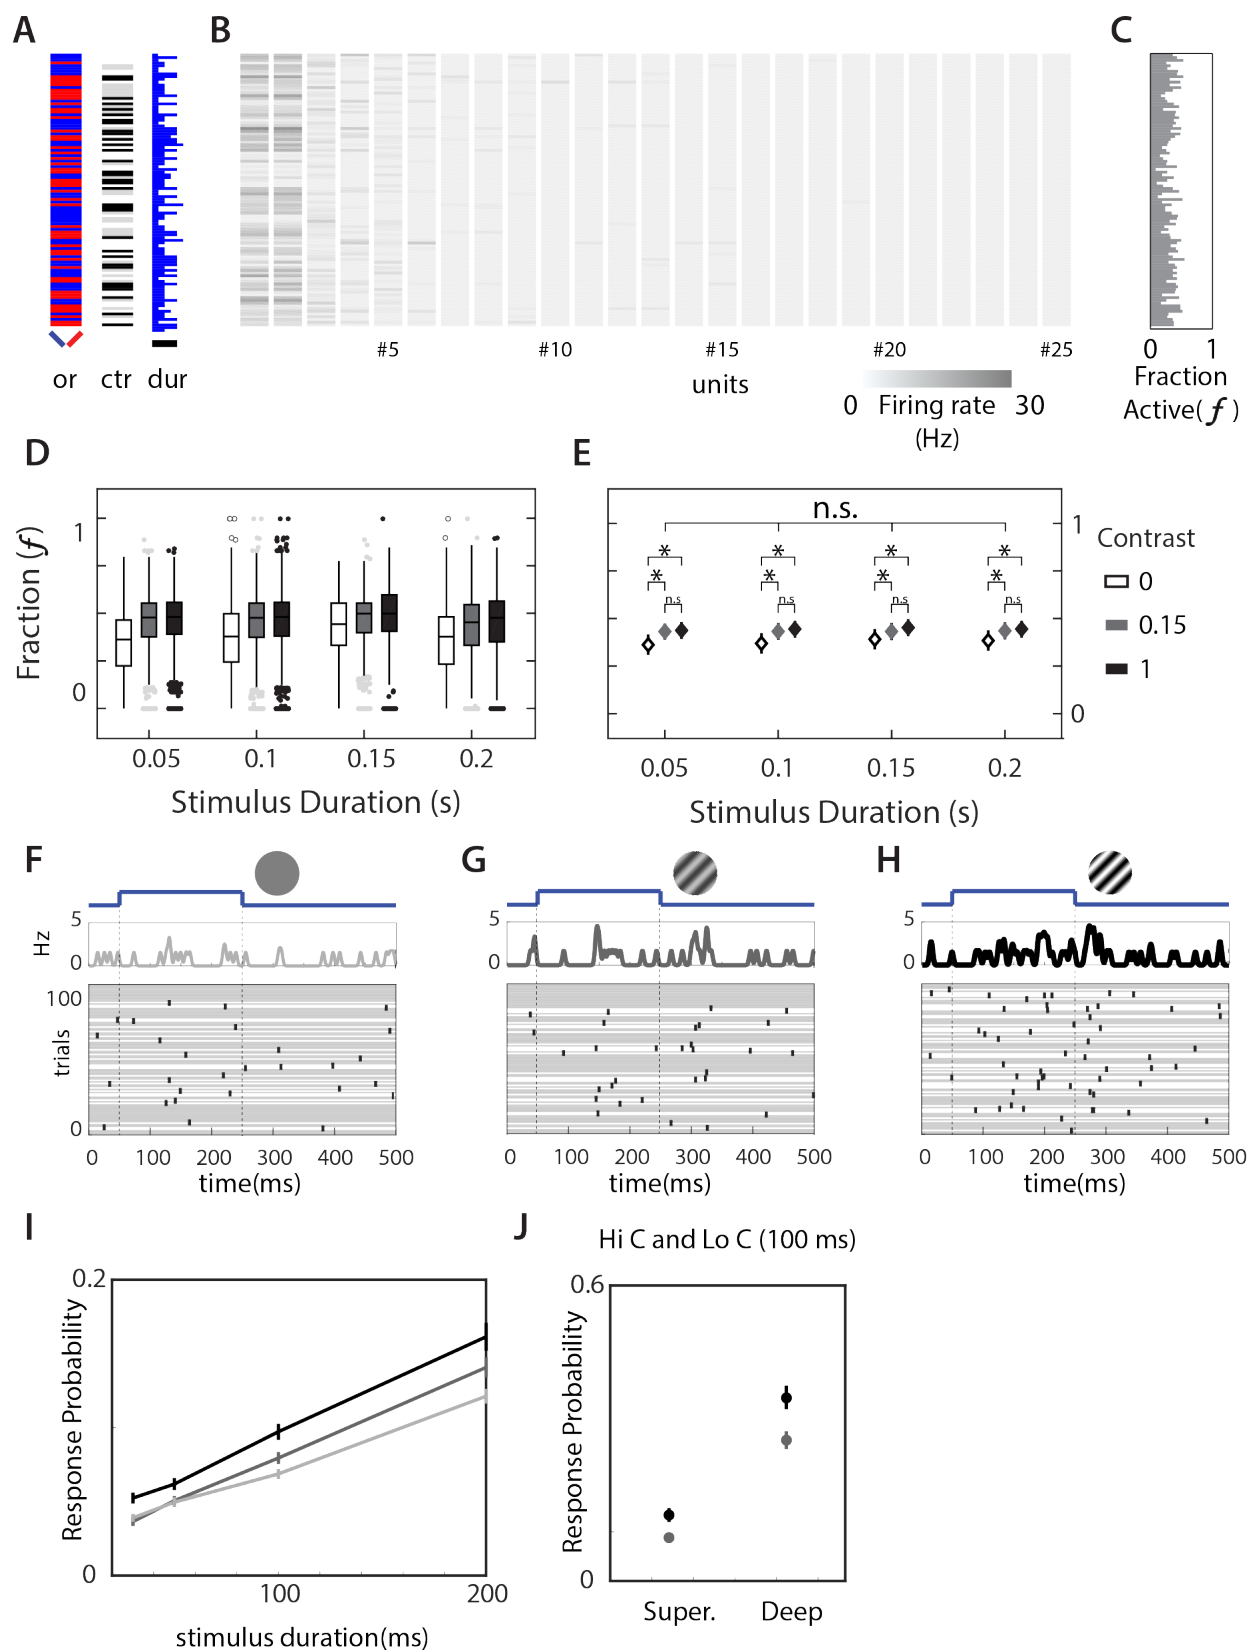 A
B
C
or
ctr
dur
#5
#10
#15
#20
#25
units
0
Firing rate
30
(Hz)
0
1
Fraction
Active( f )
D
Fraction (f)
1
0
0.05
0.1
0.15
0.2
Stimulus Duration (s)
E
n.s.
*
*
n.s
*
*
n.s
*
*
n.s
*
*
n.s
1
0
0.05
0.1
0.15
0.2
Stimulus Duration (s)
Contrast
0
0.15
1
F
5
Hz
0
100
trials
0
0
100
200
300
400
500
time(ms)
G
5
0
0
100
200
300
400
500
time(ms)
H
5
0
0
100
200
300
400
500
time(ms)
I
0.2
Response Probability
0
100
200
stimulus duration(ms)
J
Hi C and Lo C (100 ms)
0.6
Response Probability
0
Super.
Deep